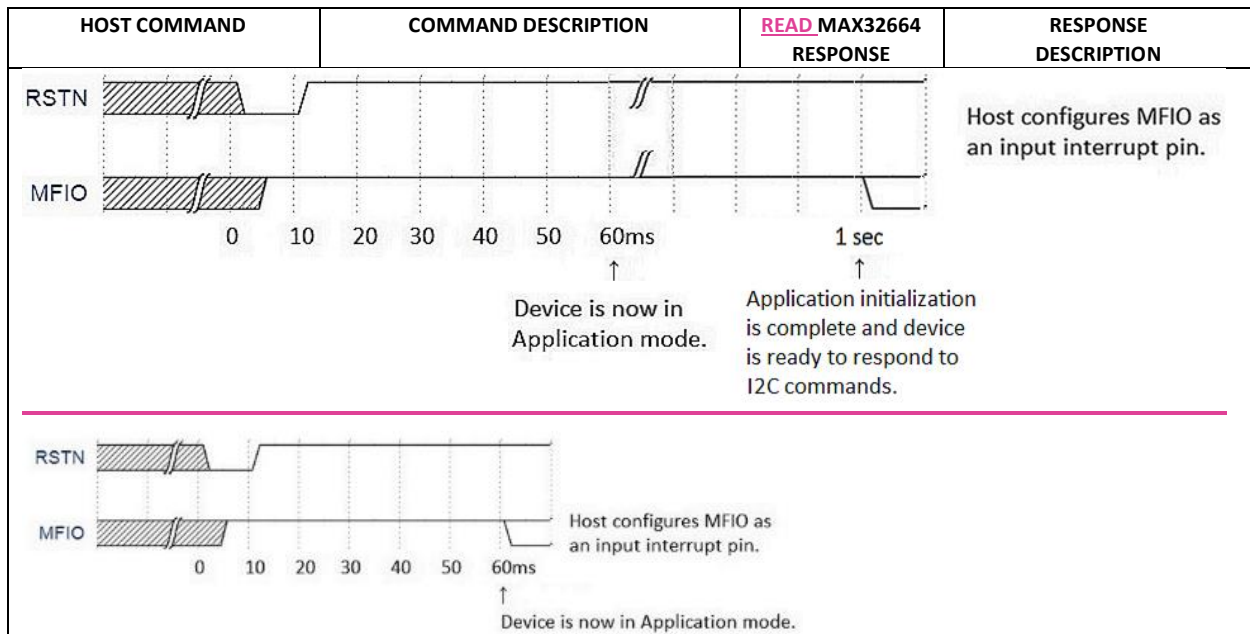 HOST COMMAND
COMMAND DESCRIPTION
READ MAX32664
RESPONSE
RESPONSE
DESCRIPTION
RSTN
Host configures MFIO as
an input interrupt pin.
MFIO
0 10 20 30 40 50 60ms 1 sec
↑ ↑
Device is now in
Application mode.
Application initialization
is complete and device
is ready to respond to
I2C commands.
RSTN
MFIO
Host configures MFIO as
an input interrupt pin.
0 10 20 30 40 50 60ms
↑
Device is now in Application mode.